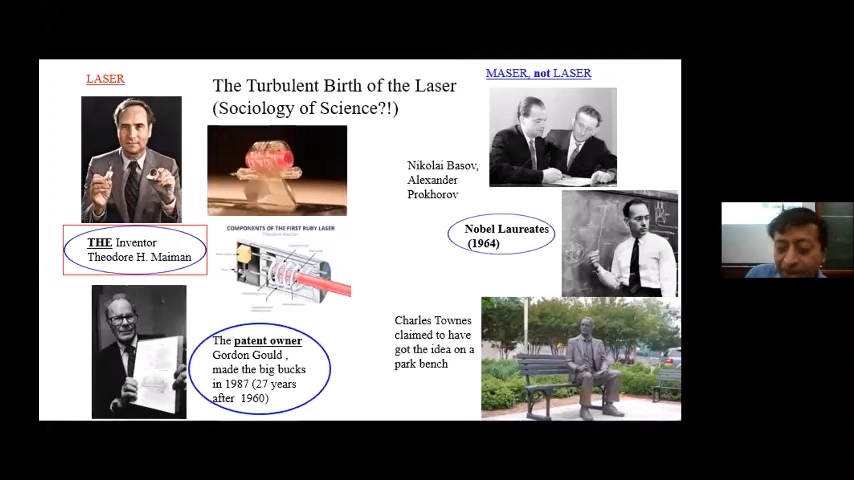 LASER
The Turbulent Birth of the Laser
(Sociology of Science?!)
MASER, not LASER
Nikolai Basov,
Alexander
Prokhorov
THE Inventor
Theodore H. Maiman
COMPONENTS OF THE FIRST RUBY LASER
Nobel Laureates
(1964)
The patent owner
Gordon Gould ,
made the big bucks
in 1987 (27 years
after 1960)
Charles Townes
claimed to have
got the idea on a
park bench